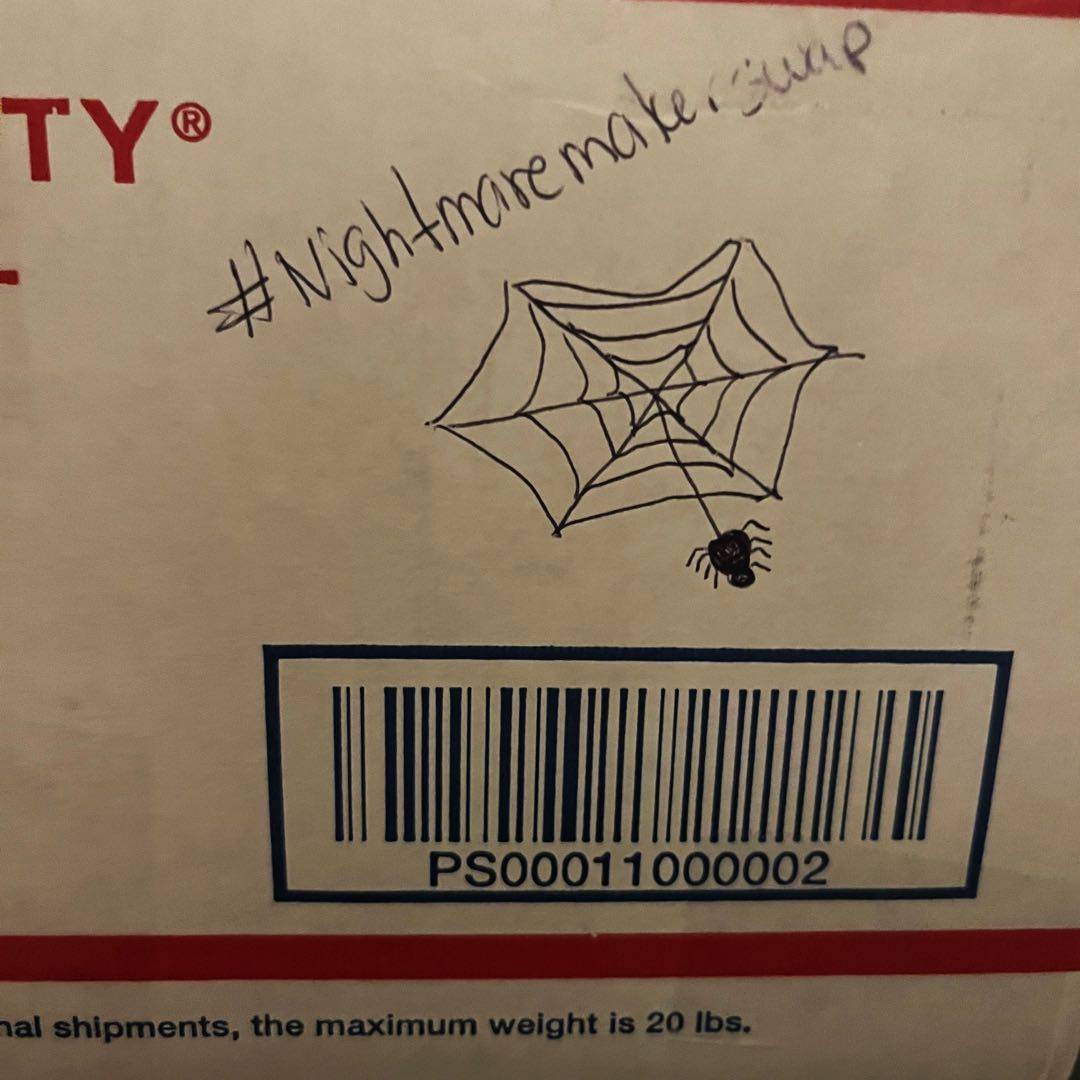 #Nightmaremakerswap
TY®
PS00011000002
nal shipments, the maximum weight is 20 lbs.